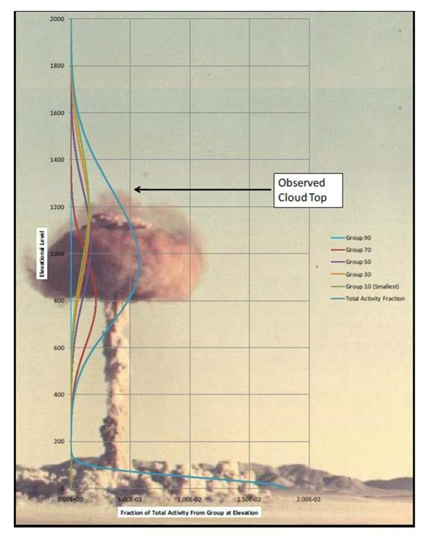 2000
1800
1600
1400
1200
1000
800
600
400
200
0
Elevational Level
Observed
Cloud Top
Group 90
Group 70
Group 50
Group 30
Group 10 (Smallest)
Total Activity Fraction
0.00E+00 5.00E-03 1.00E-02 1.50E-02 2.00E-02
Fraction of Total Activity From Group at Elevation